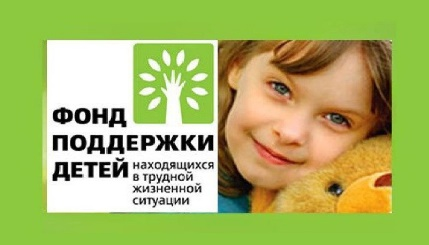 ФОНД
ПОДДЕРЖКИ
ДЕТЕЙ
находящихся
в трудной
жизненной
ситуации